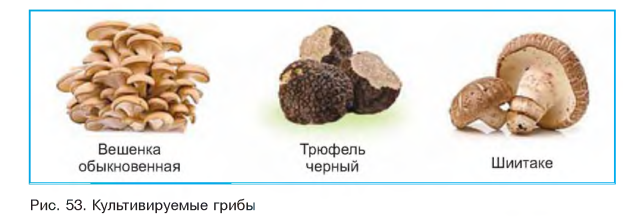 Вешенка
обыкновенная
Трюфель
черный
Шиитаке
Рис. 53. Культивируемые грибы